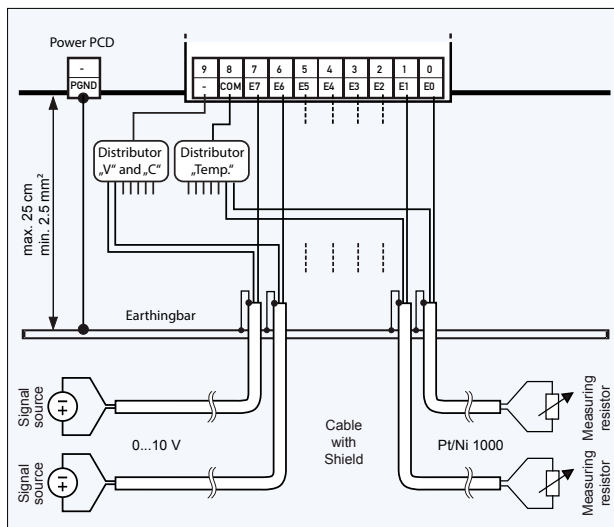 Power PCD
-
PGND
9 8 7 6 5 4 3 2 1 0
- COM E7 E6 E5 E4 E3 E2 E1 E0
Distributor
„V“ and „C“
Distributor
„Temp.“
max. 25 cm
min. 2.5 mm²
Earthingbar
Signal
source
0...10 V
Signal
source
Cable
with
Shield
Pt/Ni 1000
Measuring
resistor
Measuring
resistor